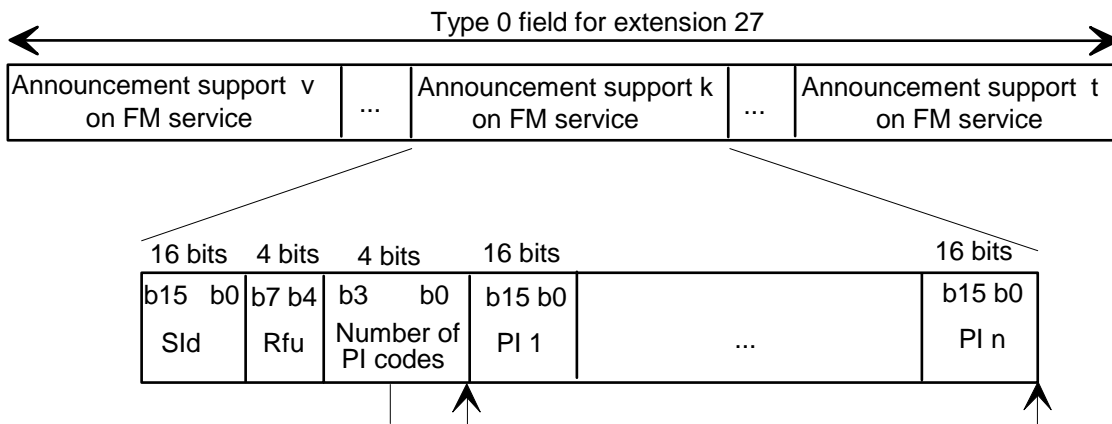 Type 0 field for extension 27
Announcement support v on FM service
...
Announcement support k on FM service
...
Announcement support t on FM service
16 bits 4 bits 4 bits 16 bits 16 bits
b15 b0 b7 b4 b3 b0 b15 b0 b15 b0
SId Rfu Number of PI codes PI 1 ... PI n